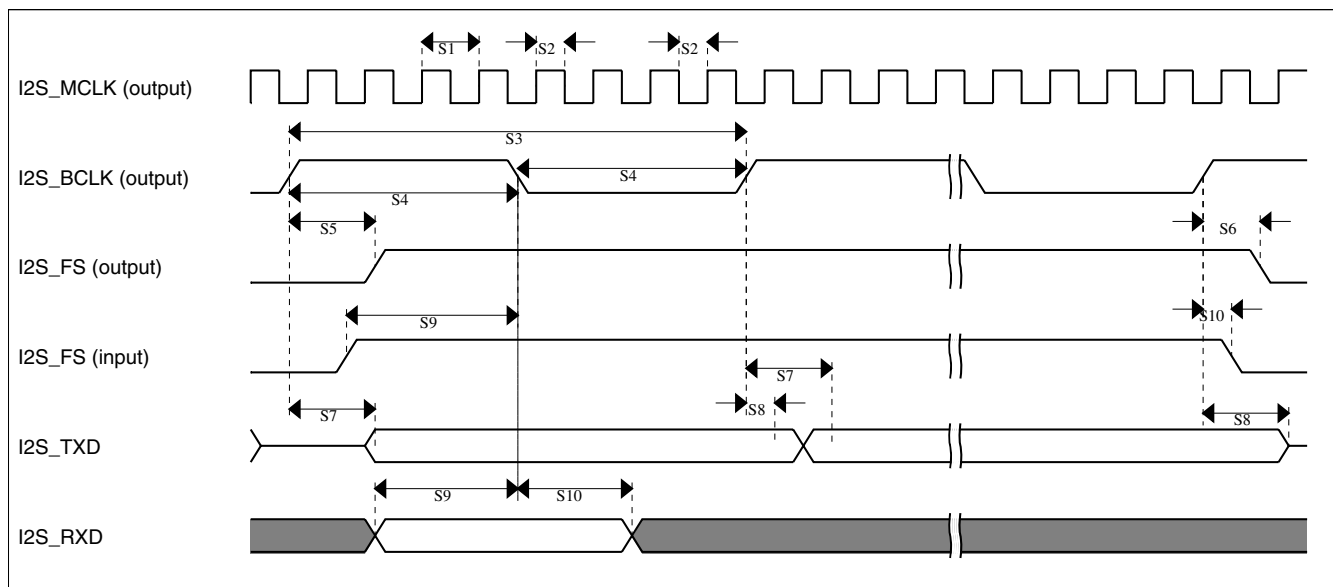 S1
S2
S2
I2S_MCLK (output)
S3
I2S_BCLK (output)
S4
S4
S5
S6
I2S_FS (output)
S9
S10
I2S_FS (input)
S7
S7
S8
S8
I2S_TXD
S9
S10
I2S_RXD